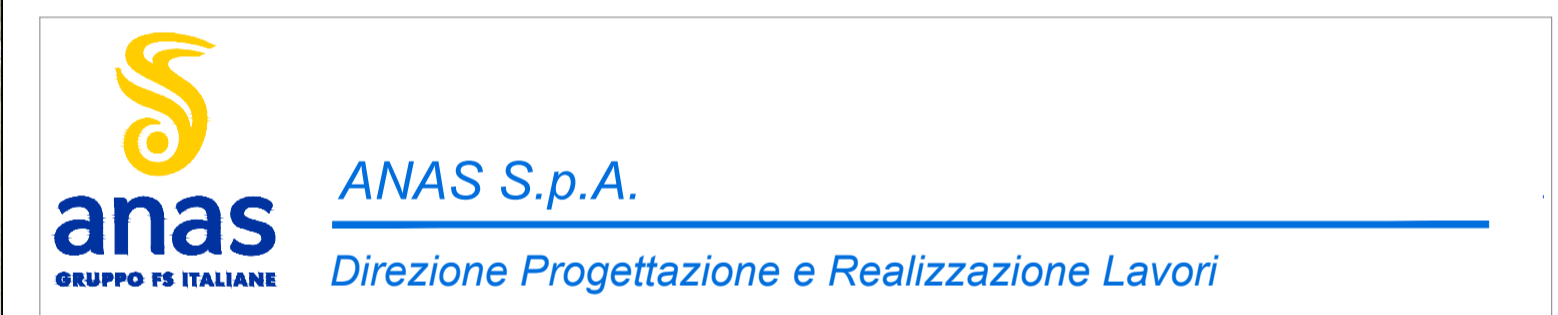 anas
GRUPPO FS ITALIANE
ANAS S.p.A.
Direzione Progettazione e Realizzazione Lavori